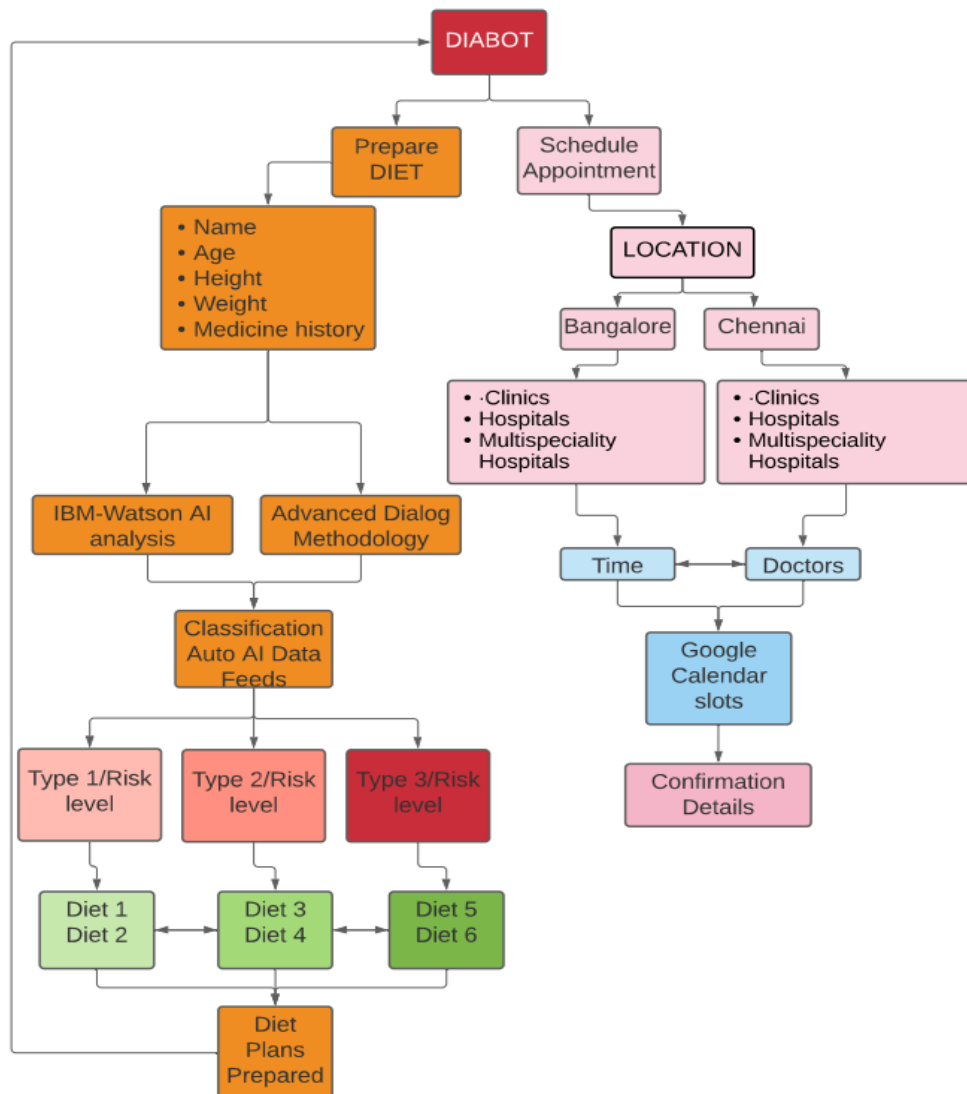 DIABOT
Prepare
DIET
Schedule
Appointment
• Name
• Age
• Height
• Weight
• Medicine history
LOCATION
Bangalore
Chennai
• ·Clinics
• Hospitals
• Multispeciality
Hospitals
• ·Clinics
• Hospitals
• Multispeciality
Hospitals
IBM-Watson AI
analysis
Advanced Dialog
Methodology
Time
Doctors
Classification
Auto AI Data
Feeds
Google
Calendar
slots
Type 1/Risk
level
Type 2/Risk
level
Type 3/Risk
level
Confirmation
Details
Diet 1
Diet 2
Diet 3
Diet 4
Diet 5
Diet 6
Diet
Plans
Prepared